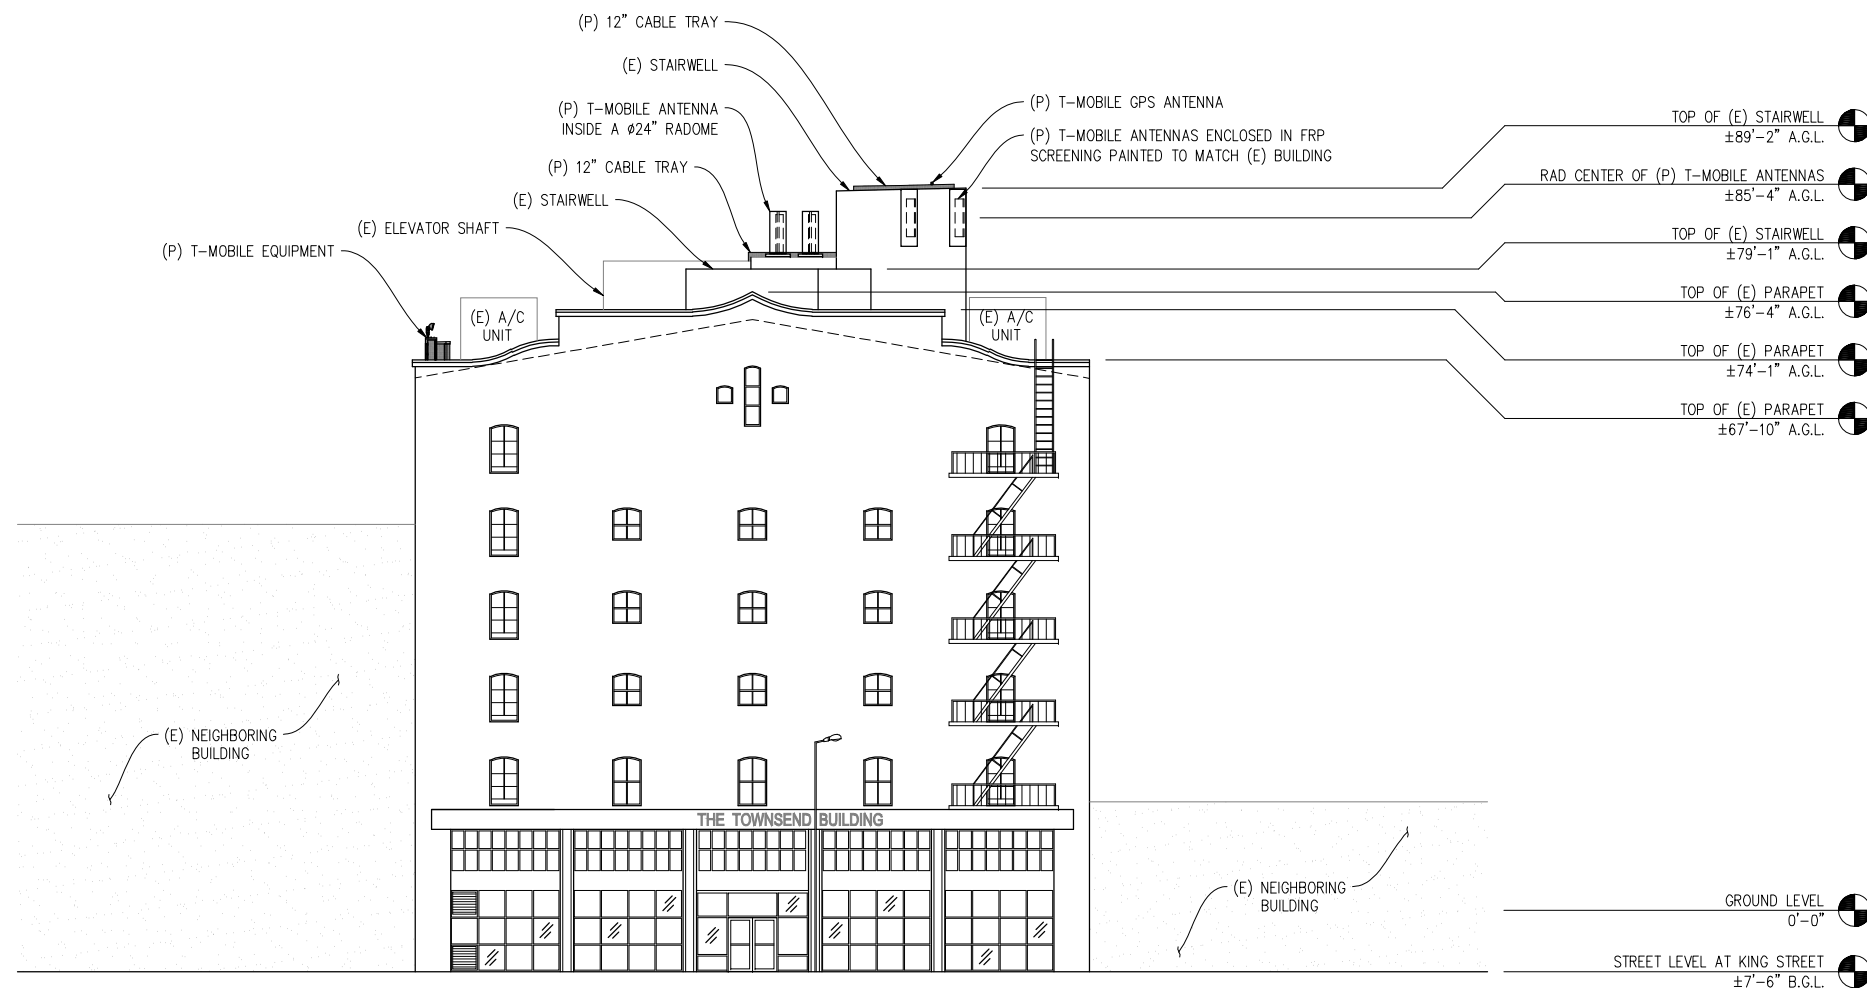 (P) 12" CABLE TRAY
(E) STAIRWELL
(P) T-MOBILE ANTENNA
INSIDE A ø24" RADOME
(P) 12" CABLE TRAY
(E) STAIRWELL
(E) ELEVATOR SHAFT
(P) T-MOBILE EQUIPMENT
(P) T-MOBILE GPS ANTENNA
(P) T-MOBILE ANTENNAS ENCLOSED IN FRP
SCREENING PAINTED TO MATCH (E) BUILDING
TOP OF (E) STAIRWELL
±89'-2" A.G.L.
RAD CENTER OF (P) T-MOBILE ANTENNAS
±85'-4" A.G.L.
TOP OF (E) STAIRWELL
±79'-1" A.G.L.
TOP OF (E) PARAPET
±76'-4" A.G.L.
TOP OF (E) PARAPET
±74'-1" A.G.L.
TOP OF (E) PARAPET
±67'-10" A.G.L.
(E) A/C
UNIT
(E) A/C
UNIT
(E) NEIGHBORING
BUILDING
THE TOWNSEND BUILDING
(E) NEIGHBORING
BUILDING
GROUND LEVEL
0'-0"
STREET LEVEL AT KING STREET
±7'-6" B.G.L.